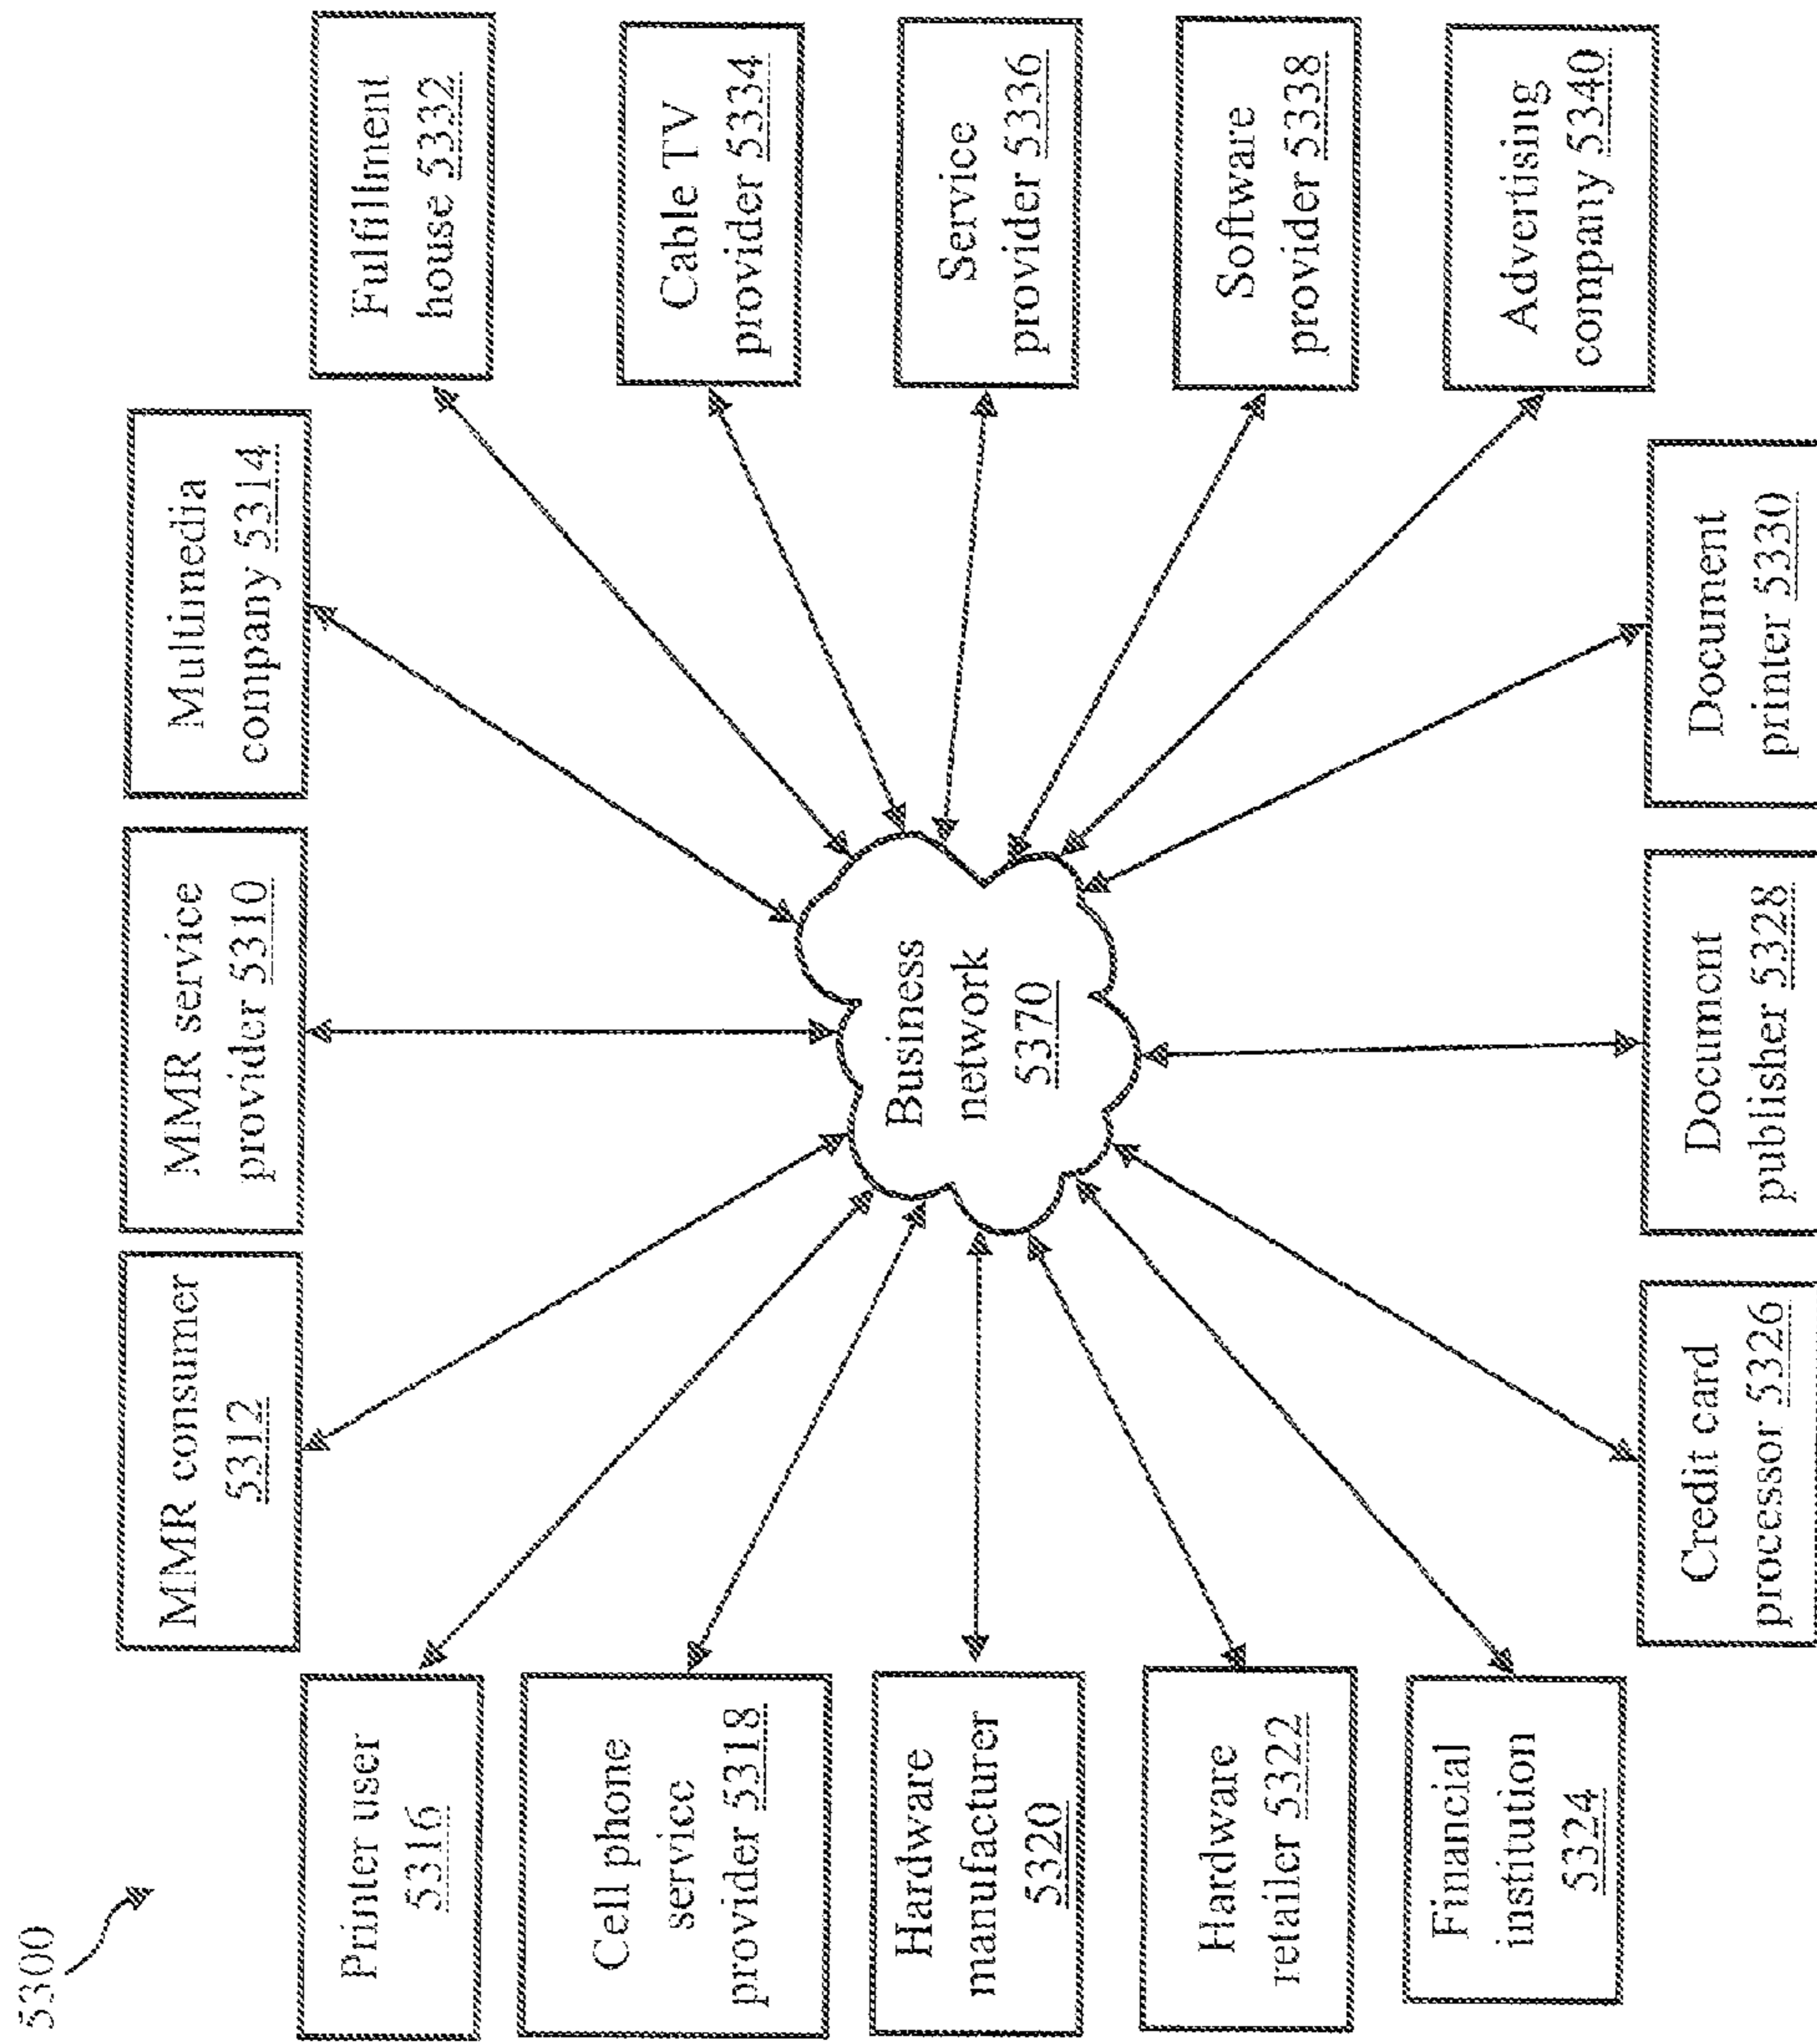 5300
MMR consumer
5312
MMR service
provider 5310
Multimedia
company 5314
Printer user
5316
Cell phone
service
provider 5318
Hardware
manufacturer
5320
Hardware
retailer 5322
Financial
institution
5324
Business
network
5370
Fulfillment
house 5332
Cable TV
provider 5334
Service
provider 5336
Software
provider 5338
Advertising
company 5340
Credit card
processor 5326
Document
publisher 5328
Document
printer 5330